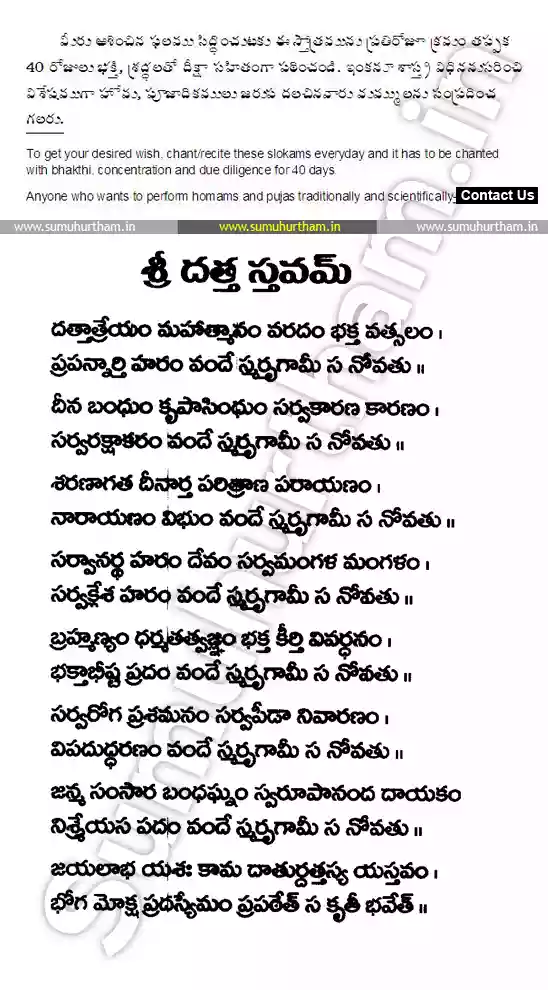 మీరు ఆశించిన ఫలము సిద్ధించుటకు ఈ స్తోత్రమును ప్రతిరోజూ క్రమం తప్పక
40 రోజులు భక్తి, శ్రద్ధలతో దీక్షా సహితంగా పఠించండి. ఇంకనూ శాస్త్ర విధిననుసరించి
విశేషముగా హోమ, పూజాదికములు జరుప దలచినవారు మమ్ములను సంప్రదించ
గలరు.
To get your desired wish, chant/recite these slokams everyday and it has to be chanted
with bhakthi, concentration and due diligence for 40 days.
Anyone who wants to perform homams and pujas traditionally and scientifically- Contact Us
www.sumuhurtham.in www.sumuhurtham.in www.sumuhurtham.in
శ్రీ దత్త స్తవమ్
దత్తాత్రేయం మహాత్మానం వరదం భక్త వత్సలం ।
ప్రపన్నార్తి హరం వందే స్మర్తృగామీ స నోవతు ॥
దీన బంధుం కృపాసింధుం సర్వకారణ కారణం ।
సర్వరక్షాకరం వందే స్మర్తృగామీ స నోవతు ॥
శరణాగత దీనార్త పరిత్రాణ పరాయణం ।
నారాయణం విభుం వందే స్మర్తృగామీ స నోవతు ॥
సర్వానర్థ హరం దేవం సర్వమంగళ మంగళం ।
సర్వక్లేశ హరం వందే స్మర్తృగామీ స నోవతు ॥
బ్రహ్మణ్యం ధర్మతత్వజ్ఞం భక్త కీర్తి వివర్ధనం ।
భక్తాభీష్ట ప్రదం వందే స్మర్తృగామీ స నోవతు ॥
సర్వరోగ ప్రశమనం సర్వపీడా నివారణం ।
విపదుద్ధరణం వందే స్మర్తృగామీ స నోవతు ॥
జన్మ సంసార బంధఘ్నం స్వరూపానంద దాయకం
నిశ్శ్రేయస పదం వందే స్మర్తృగామీ స నోవతు ॥
జయలాభ యశః కామ దాతుర్దత్తస్య యస్తవం ।
భోగ మోక్ష ప్రదస్యేమం ప్రపఠేత్ స కృతీ భవేత్ ॥
sumuhurtham.in